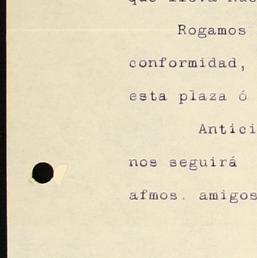 Rogamos
conformidad,
esta plaza ó
Antici
nos seguirá
afmos. amigos